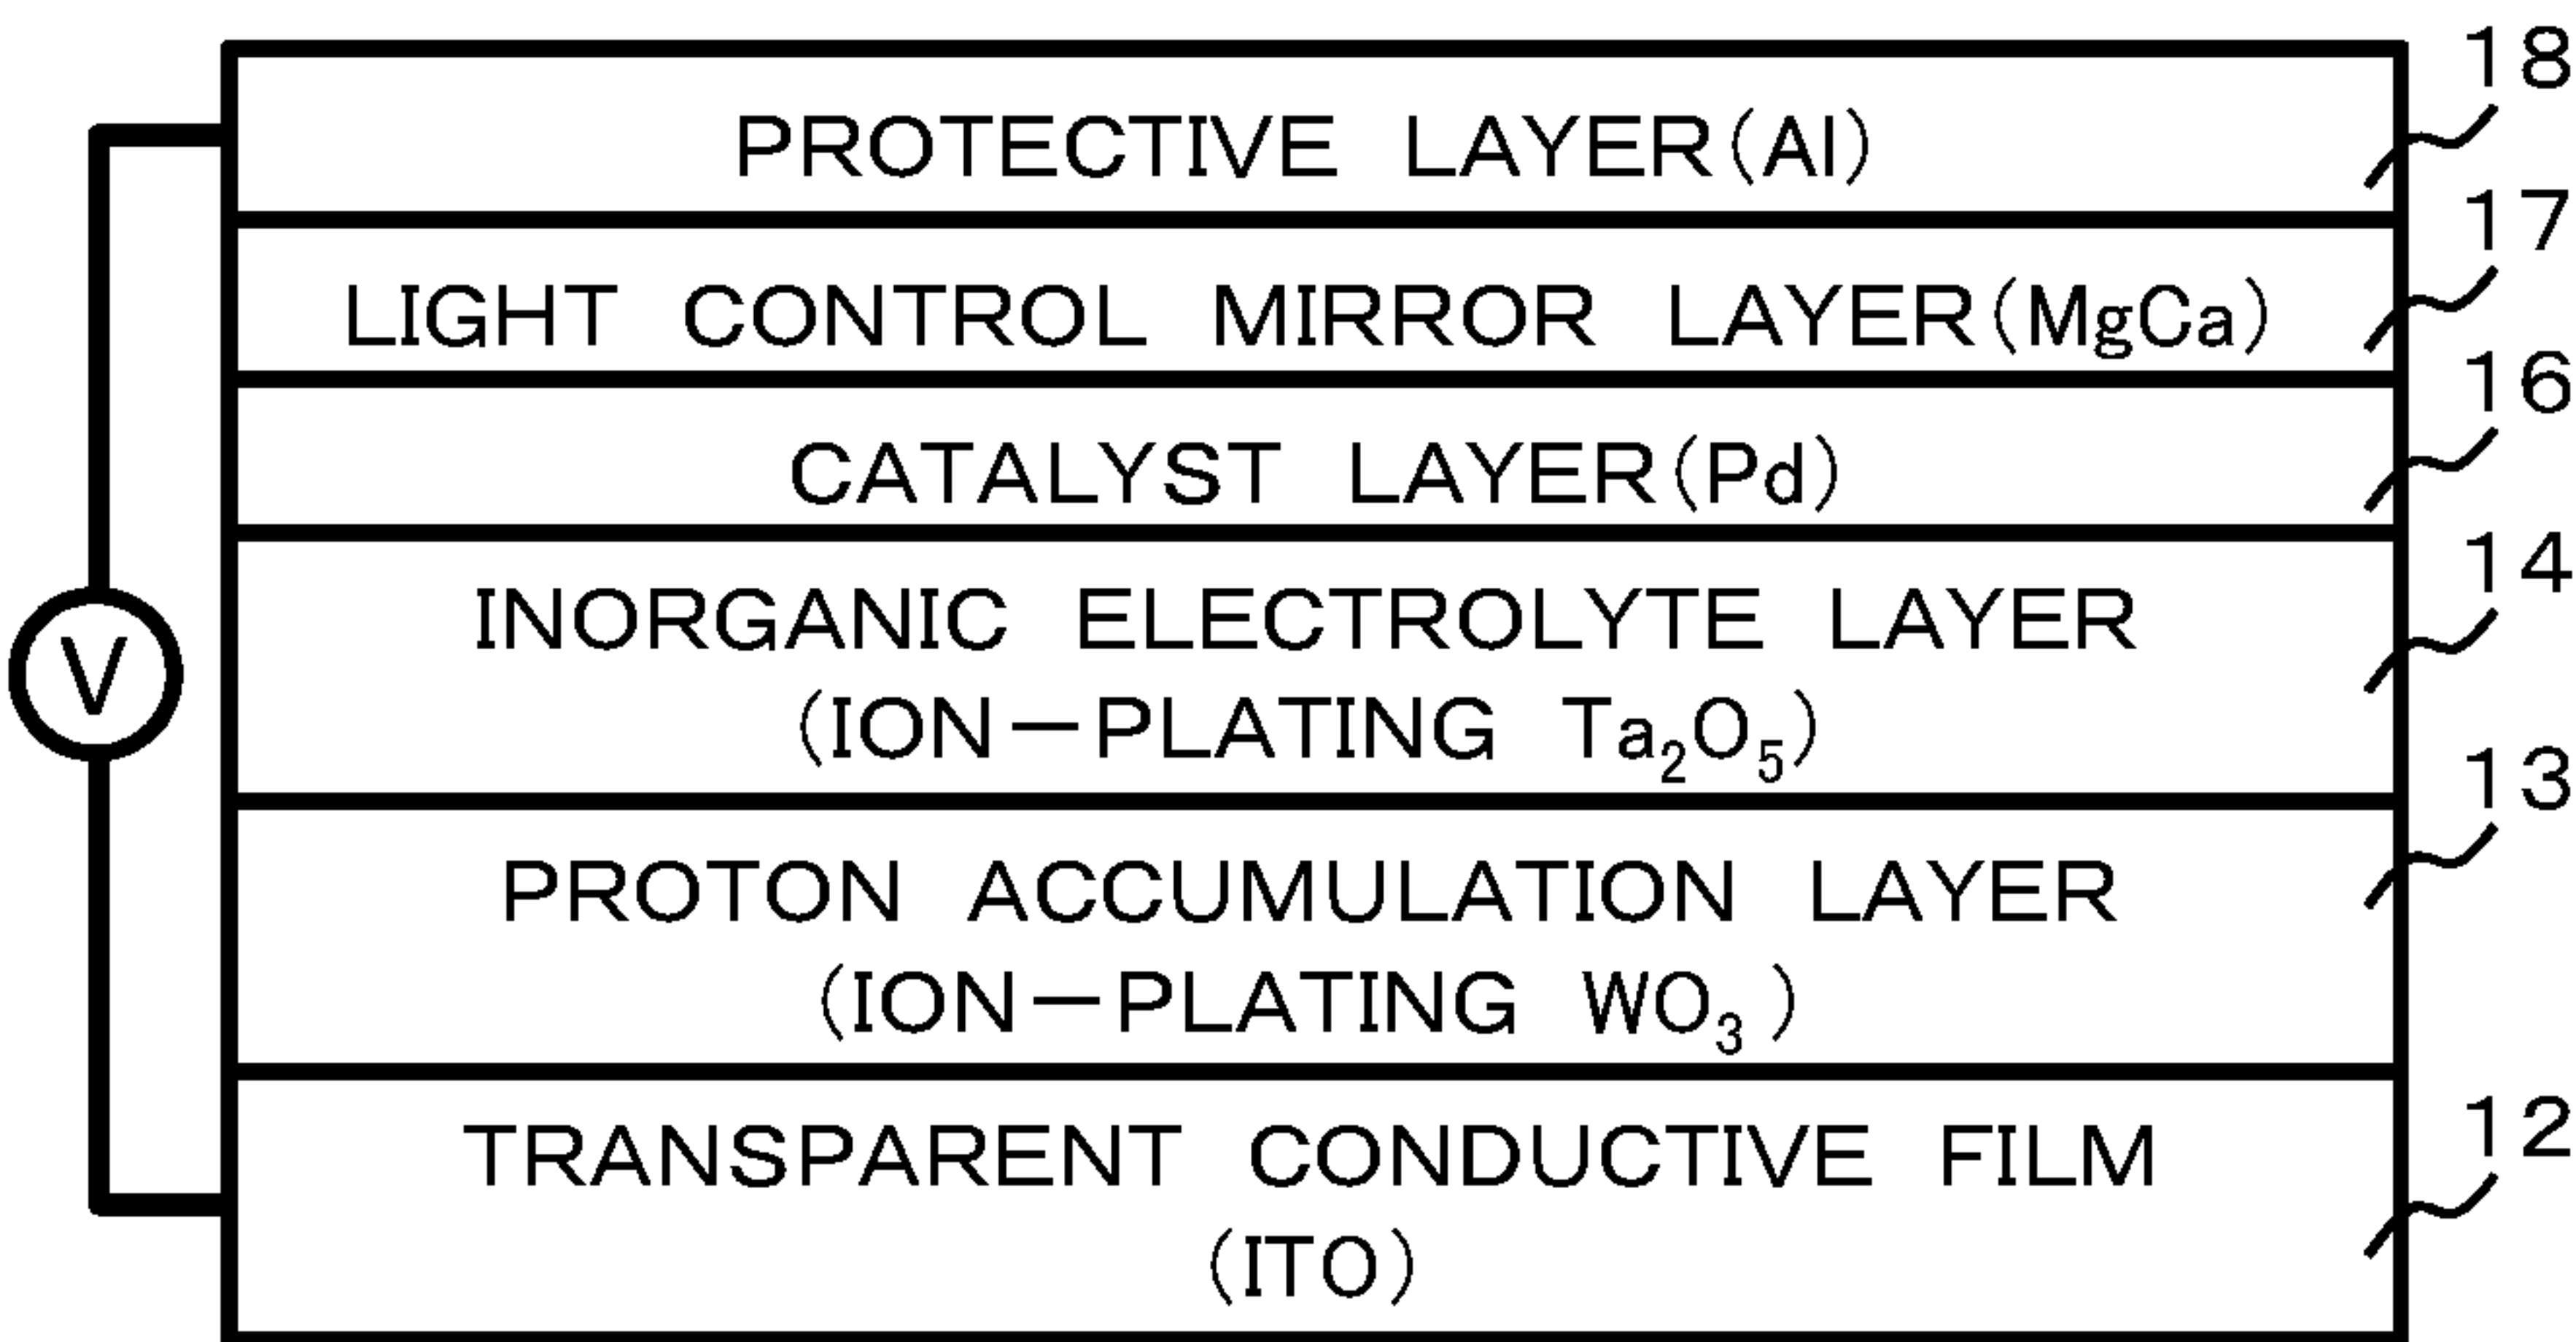 18
PROTECTIVE LAYER(Al)
17
LIGHT CONTROL MIRROR LAYER(MgCa)
16
CATALYST LAYER(Pd)
14
INORGANIC ELECTROLYTE LAYER
(ION-PLATING Ta₂O₅)
V
13
PROTON ACCUMULATION LAYER
(ION-PLATING WO₃)
12
TRANSPARENT CONDUCTIVE FILM
(ITO)